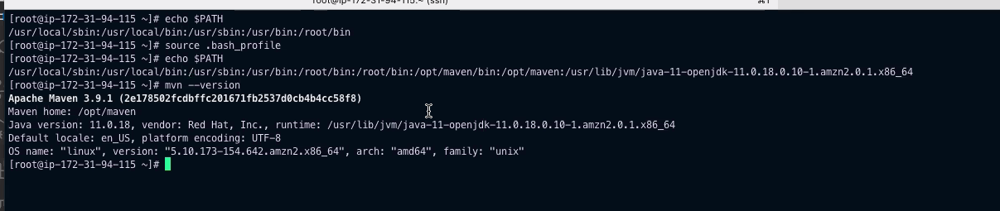 root@ip-172-31-94-115:~ (ssh)
⌘1
[root@ip-172-31-94-115 ~]# echo $PATH
/usr/local/sbin:/usr/local/bin:/usr/sbin:/usr/bin:/root/bin
[root@ip-172-31-94-115 ~]# source .bash_profile
[root@ip-172-31-94-115 ~]# echo $PATH
/usr/local/sbin:/usr/local/bin:/usr/sbin:/usr/bin:/root/bin:/root/bin:/opt/maven/bin:/opt/maven:/usr/lib/jvm/java-11-openjdk-11.0.18.0.10-1.amzn2.0.1.x86_64
[root@ip-172-31-94-115 ~]# mvn --version
Apache Maven 3.9.1 (2e178502fcdbffc201671fb2537d0cb4b4cc58f8)
Maven home: /opt/maven
Java version: 11.0.18, vendor: Red Hat, Inc., runtime: /usr/lib/jvm/java-11-openjdk-11.0.18.0.10-1.amzn2.0.1.x86_64
Default locale: en_US, platform encoding: UTF-8
OS name: "linux", version: "5.10.173-154.642.amzn2.x86_64", arch: "amd64", family: "unix"
[root@ip-172-31-94-115 ~]#